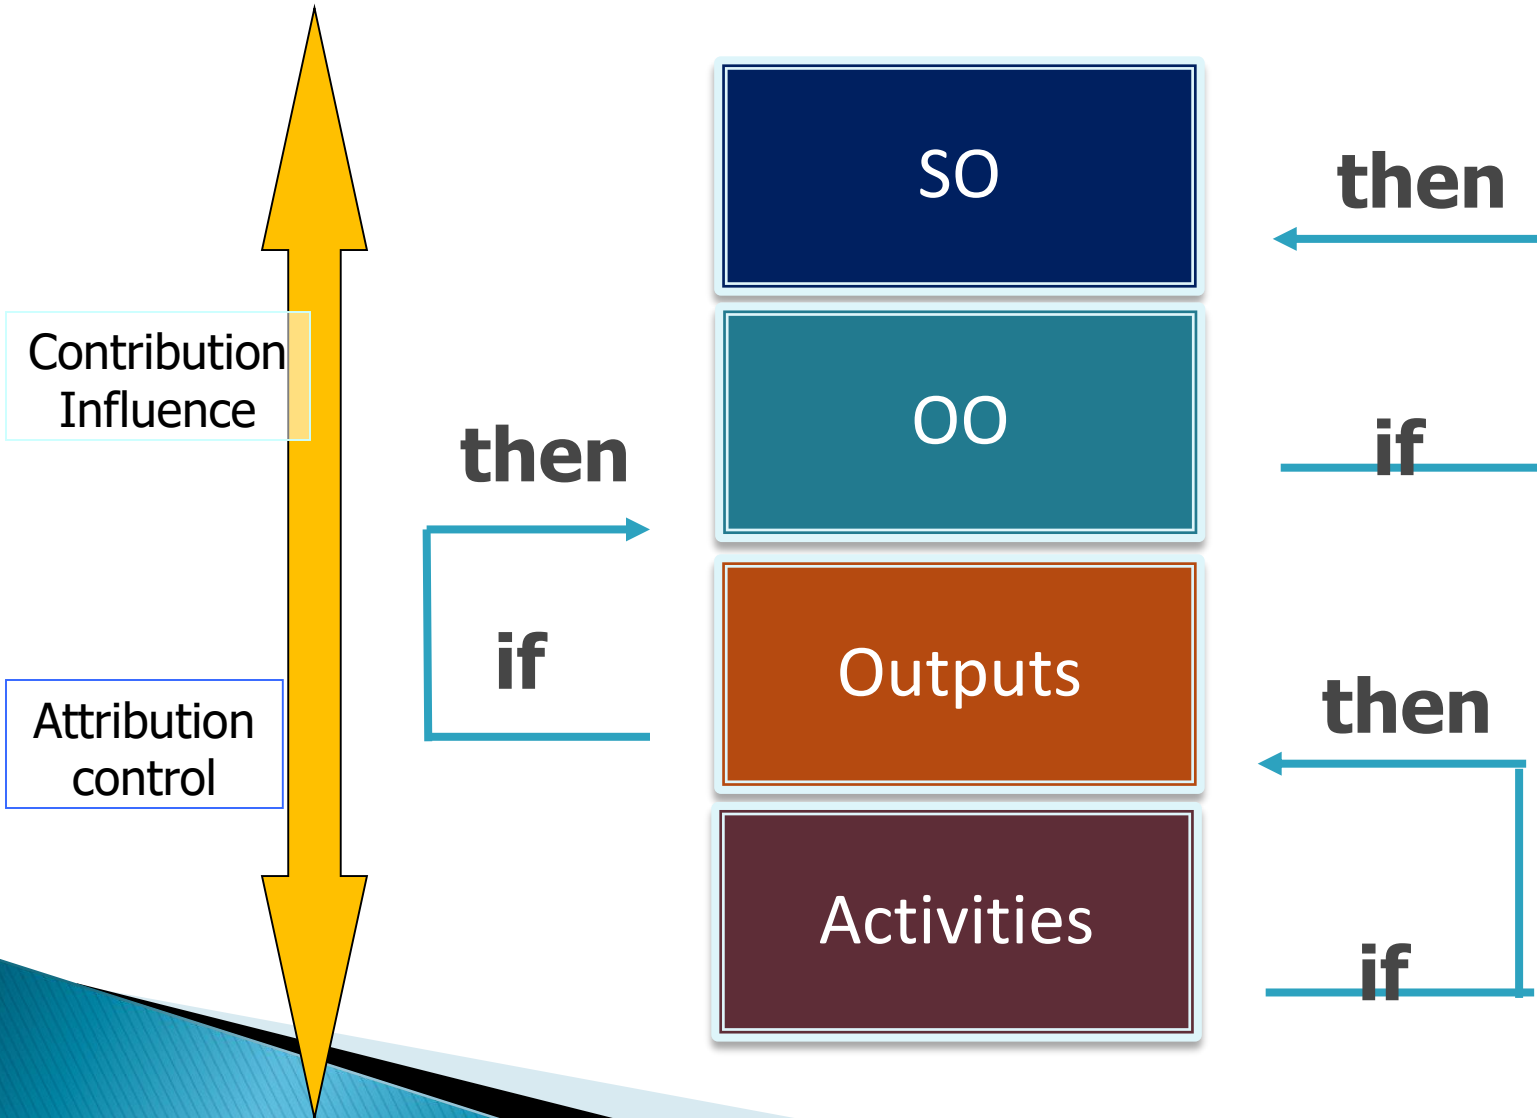 SO
then
Contribution
Influence
OO
then
if
if
Outputs
Attribution
control
then
Activities
if